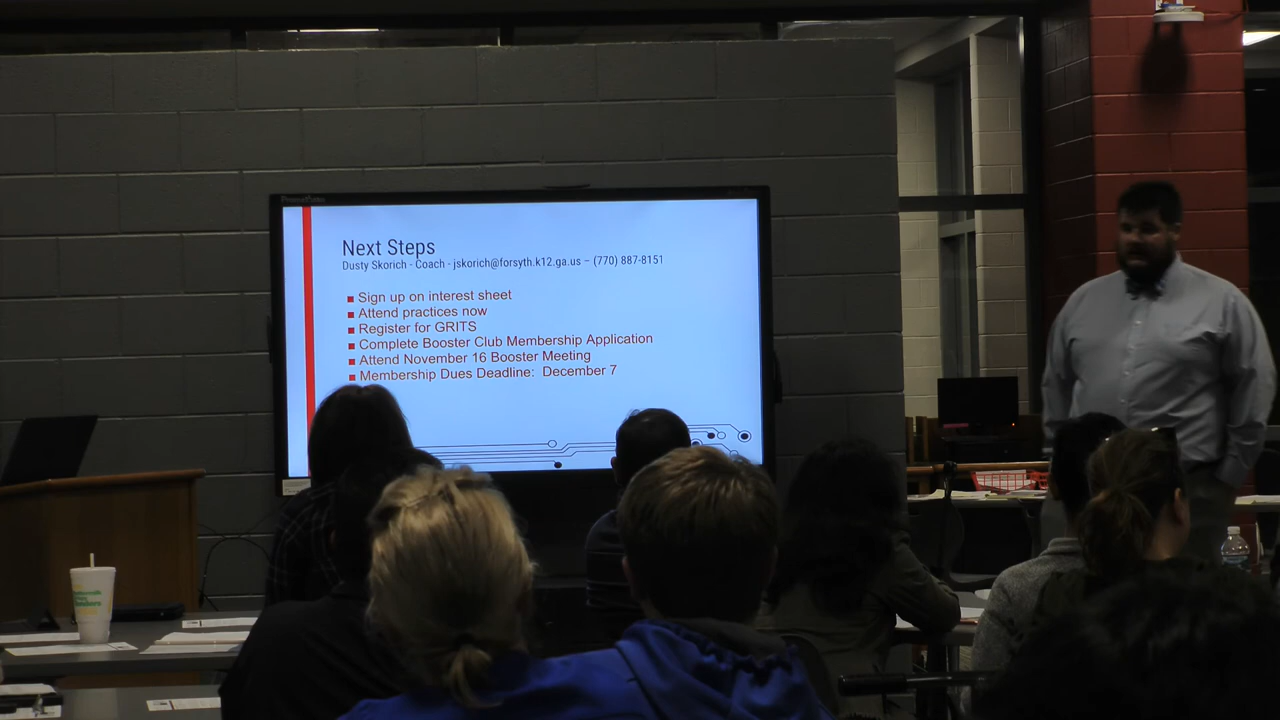 Next Steps
Dusty Skorich - Coach - jskorich@forsyth.k12.ga.us – (770) 887-8151
Sign up on interest sheet
Attend practices now
Register for GRITS
Complete Booster Club Membership Application
Attend November 16 Booster Meeting
Membership Dues Deadline: December 7